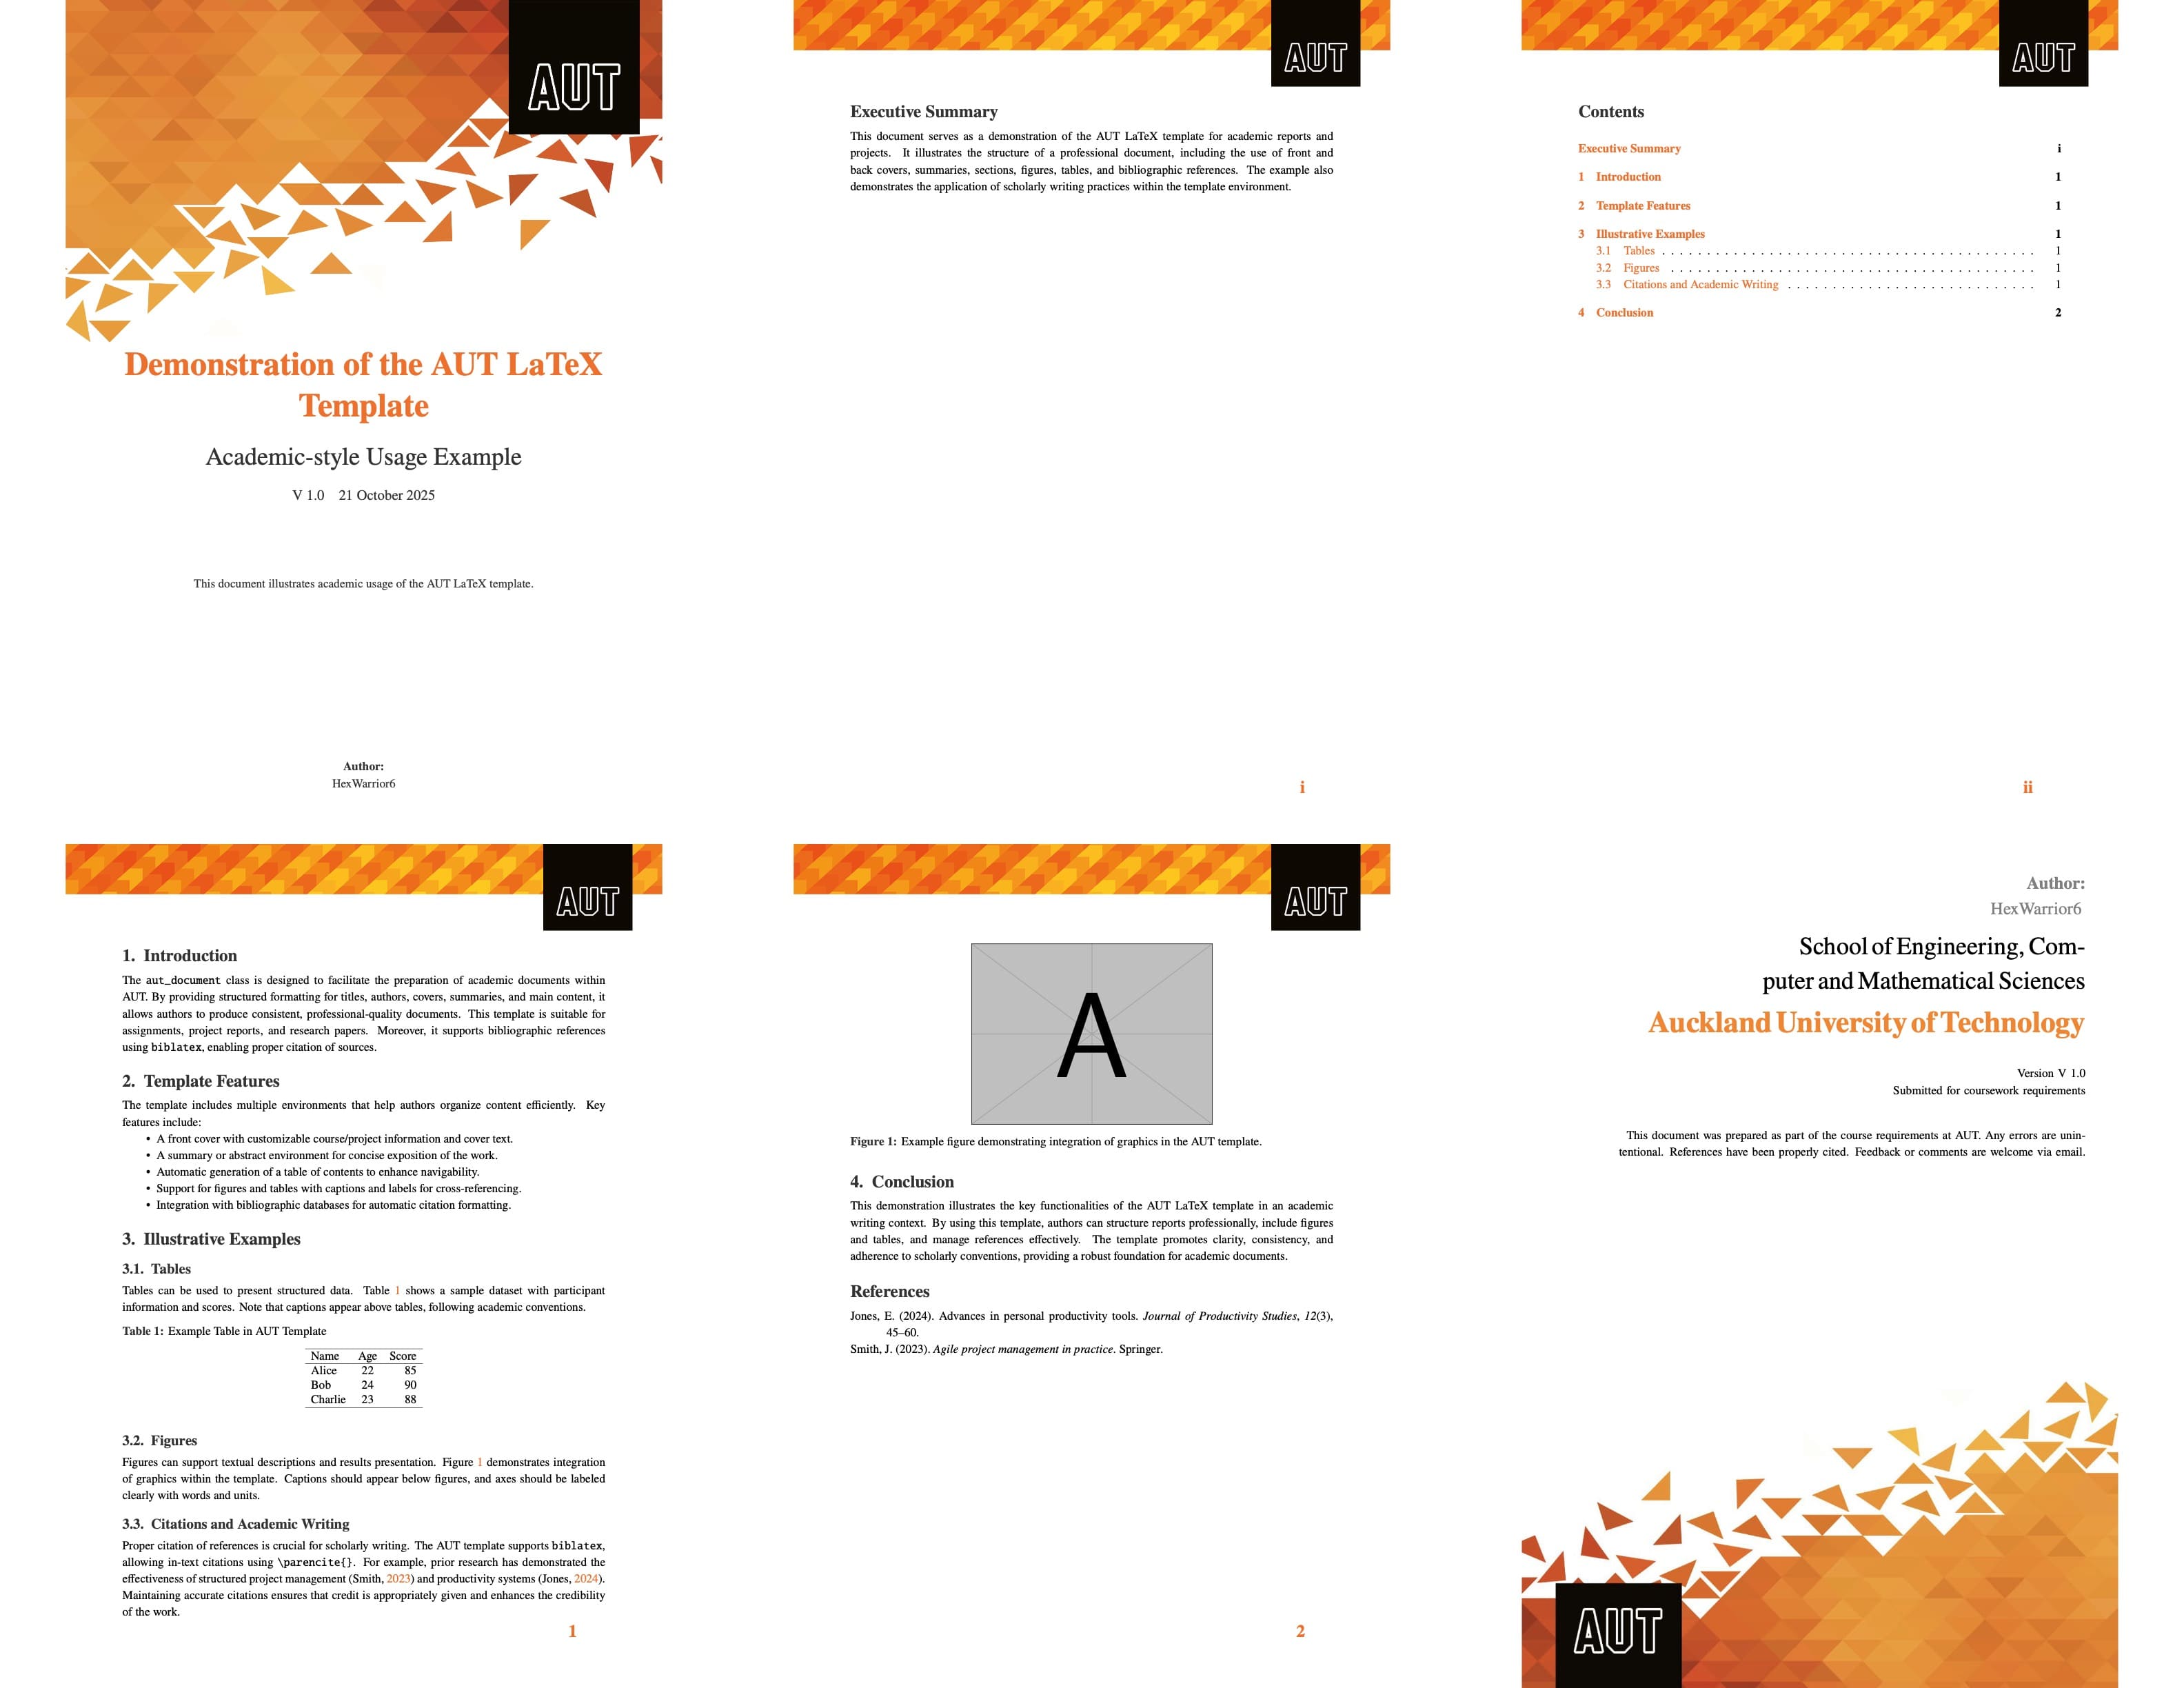 AUT
Demonstration of the AUT LaTeX
Template
Academic-style Usage Example
V 1.0 21 October 2025
This document illustrates academic usage of the AUT LaTeX template.
Author:
HexWarrior6
AUT
Executive Summary
This document serves as a demonstration of the AUT LaTeX template for academic reports and
projects. It illustrates the structure of a professional document, including the use of front and
back covers, summaries, sections, figures, tables, and bibliographic references. The example also
demonstrates the application of scholarly writing practices within the template environment.
i
AUT
Contents
Executive Summary i
1 Introduction 1
2 Template Features 1
3 Illustrative Examples 1
3.1 Tables . . . . . . . . . . . . . . . . . . . . . . . . . . . . . . . . . . . . . . . . . 1
3.2 Figures . . . . . . . . . . . . . . . . . . . . . . . . . . . . . . . . . . . . . . . . 1
3.3 Citations and Academic Writing . . . . . . . . . . . . . . . . . . . . . . . . . . . 1
4 Conclusion 2
ii
AUT
1. Introduction
The aut_document class is designed to facilitate the preparation of academic documents within
AUT. By providing structured formatting for titles, authors, covers, summaries, and main content, it
allows authors to produce consistent, professional-quality documents. This template is suitable for
assignments, project reports, and research papers. Moreover, it supports bibliographic references
using biblatex, enabling proper citation of sources.
2. Template Features
The template includes multiple environments that help authors organize content efficiently. Key
features include:
• A front cover with customizable course/project information and cover text.
• A summary or abstract environment for concise exposition of the work.
• Automatic generation of a table of contents to enhance navigability.
• Support for figures and tables with captions and labels for cross-referencing.
• Integration with bibliographic databases for automatic citation formatting.
3. Illustrative Examples
3.1. Tables
Tables can be used to present structured data. Table 1 shows a sample dataset with participant
information and scores. Note that captions appear above tables, following academic conventions.
Table 1: Example Table in AUT Template
Name Age Score
Alice 22 85
Bob 24 90
Charlie 23 88
3.2. Figures
Figures can support textual descriptions and results presentation. Figure 1 demonstrates integration
of graphics within the template. Captions should appear below figures, and axes should be labeled
clearly with words and units.
3.3. Citations and Academic Writing
Proper citation of references is crucial for scholarly writing. The AUT template supports biblatex,
allowing in-text citations using \parencite{}. For example, prior research has demonstrated the
effectiveness of structured project management (Smith, 2023) and productivity systems (Jones, 2024).
Maintaining accurate citations ensures that credit is appropriately given and enhances the credibility
of the work.
1
AUT
A
Figure 1: Example figure demonstrating integration of graphics in the AUT template.
4. Conclusion
This demonstration illustrates the key functionalities of the AUT LaTeX template in an academic
writing context. By using this template, authors can structure reports professionally, include figures
and tables, and manage references effectively. The template promotes clarity, consistency, and
adherence to scholarly conventions, providing a robust foundation for academic documents.
References
Jones, E. (2024). Advances in personal productivity tools. Journal of Productivity Studies, 12(3),
45–60.
Smith, J. (2023). Agile project management in practice. Springer.
2
Author:
HexWarrior6
School of Engineering, Com-
puter and Mathematical Sciences
Auckland University of Technology
Version V 1.0
Submitted for coursework requirements
This document was prepared as part of the course requirements at AUT. Any errors are unin-
tentional. References have been properly cited. Feedback or comments are welcome via email.
AUT